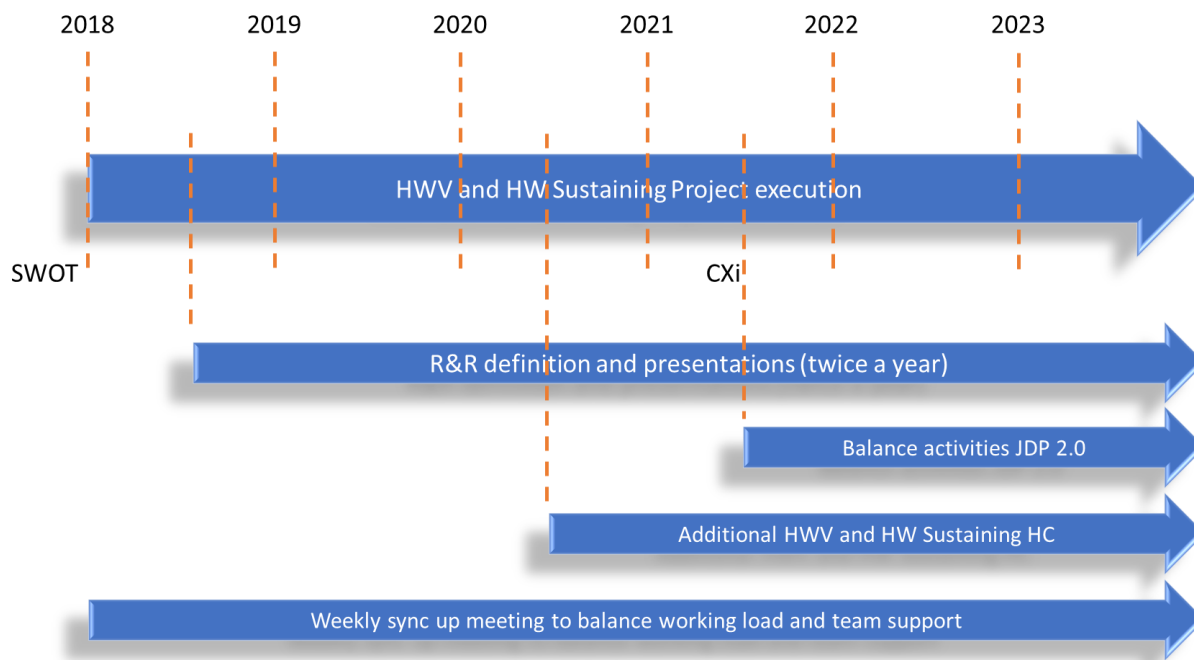 2018
2019
2020
2021
2022
2023
HWV and HW Sustaining Project execution
SWOT
CXi
R&R definition and presentations (twice a year)
Balance activities JDP 2.0
Additional HWV and HW Sustaining HC
Weekly sync up meeting to balance working load and team support